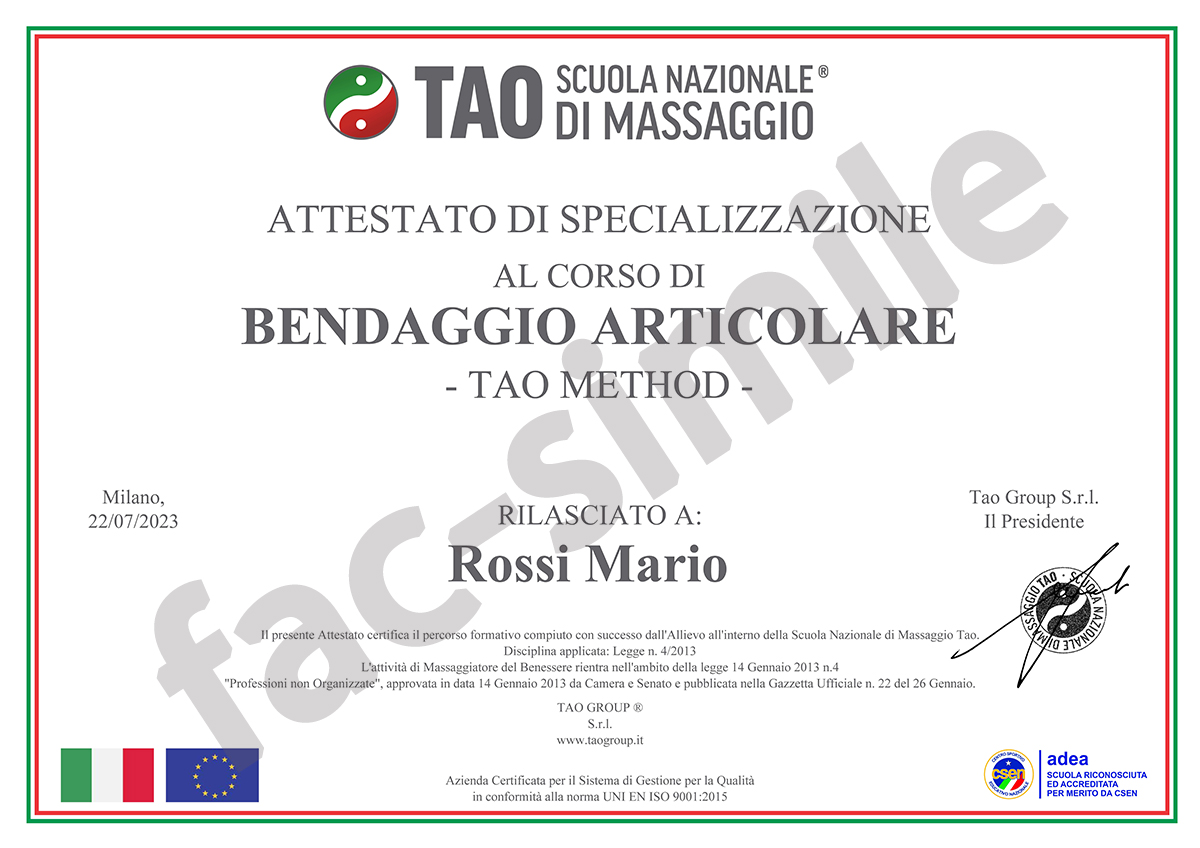 TAO SCUOLA NAZIONALE®
DI MASSAGGIO
ATTESTATO DI SPECIALIZZAZIONE
AL CORSO DI
BENDAGGIO ARTICOLARE
- TAO METHOD -
fac-simile
Milano,
22/07/2023
RILASCIATO A:
Rossi Mario
Tao Group S.r.l.
Il Presidente
SCUOLA NAZIONALE DI MASSAGGIO TAO
Il presente Attestato certifica il percorso formativo compiuto con successo dall'Allievo all'interno della Scuola Nazionale di Massaggio Tao.
Disciplina applicata: Legge n. 4/2013
L'attività di Massaggiatore del Benessere rientra nell'ambito della legge 14 Gennaio 2013 n.4
"Professioni non Organizzate", approvata in data 14 Gennaio 2013 da Camera e Senato e pubblicata nella Gazzetta Ufficiale n. 22 del 26 Gennaio.
TAO GROUP ®
S.r.l.
www.taogroup.it
Azienda Certificata per il Sistema di Gestione per la Qualità
in conformità alla norma UNI EN ISO 9001:2015
CENTRO SPORTIVO
csen
EDUCATIVO NAZIONALE
adea
SCUOLA RICONOSCIUTA
ED ACCREDITATA
PER MERITO DA CSEN